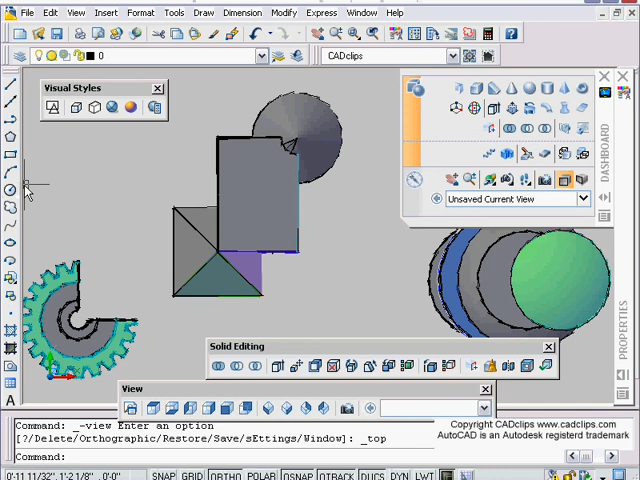 File Edit View Insert Format Tools Draw Dimension Modify Express Window Help
0
CADclips
Visual Styles
DASHBOARD
Unsaved Current View
PROPERTIES
Solid Editing
View
Command: _-view Enter an option
[?/Delete/Orthographic/Restore/Save/sEttings/Window]: _top
Command:
Copyright CADclips www.cadclips.com
AutoCAD is an Autodesk registerd trademark
0'-11 11/32", 1'-2 1/8" , 0'-0" SNAP GRID ORTHO POLAR OSNAP OTRACK DUCS DYN LWT